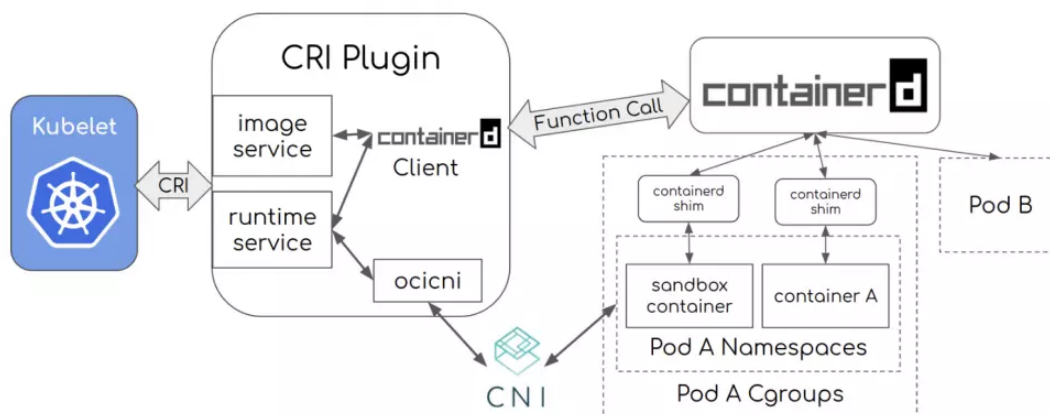 CRI Plugin
Kubelet
CRI
image
service
runtime
service
containerd
Client
ocicni
Function Call
containerd
containerd
shim
containerd
shim
sandbox
container
container A
Pod A Namespaces
Pod A Cgroups
Pod B
CNI